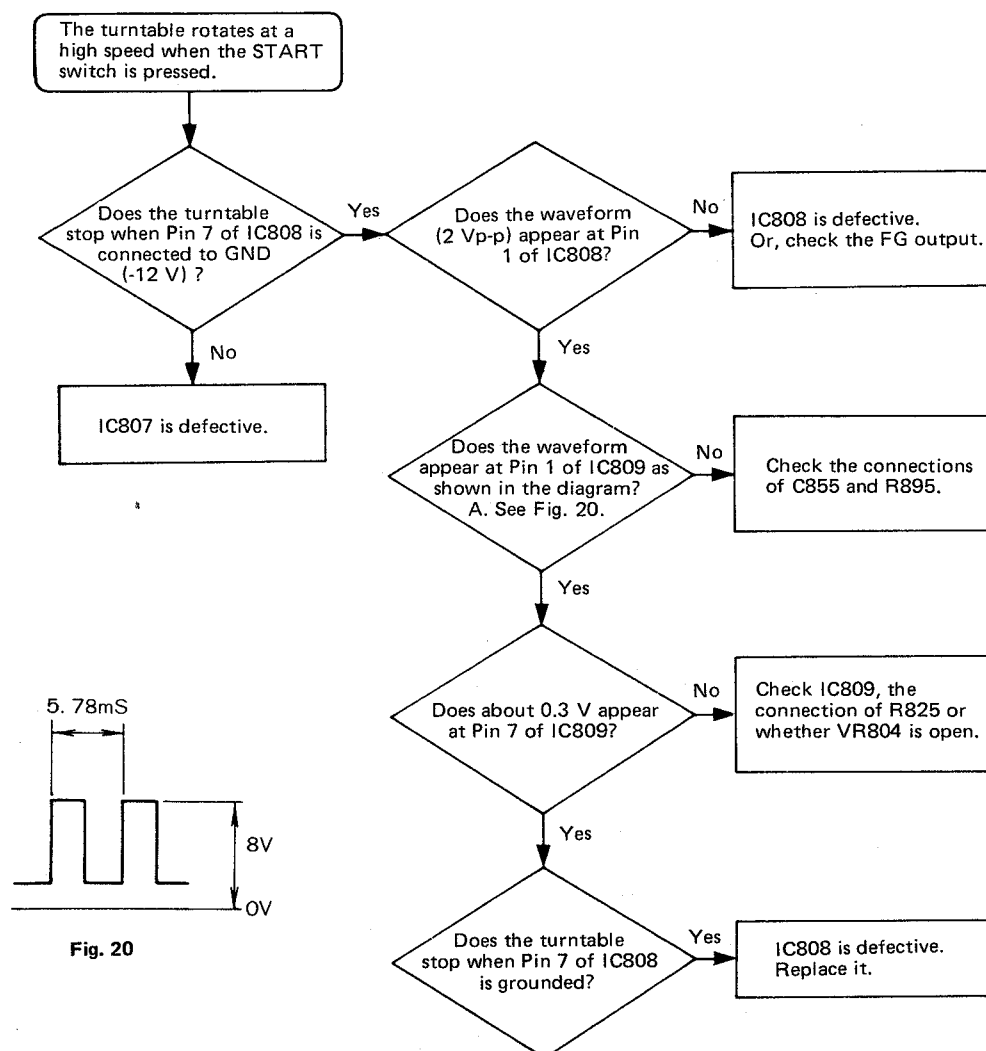 The turntable rotates at a
high speed when the START
switch is pressed.
Does the turntable
stop when Pin 7 of IC808 is
connected to GND
(-12 V) ?
Yes
No
IC807 is defective.
Does the waveform
(2 Vp-p) appear at Pin
1 of IC808?
No
IC808 is defective.
Or, check the FG output.
Yes
Does the waveform
appear at Pin 1 of IC809 as
shown in the diagram?
A. See Fig. 20.
No
Check the connections
of C855 and R895.
Yes
Does about 0.3 V appear
at Pin 7 of IC809?
No
Check IC809, the
connection of R825 or
whether VR804 is open.
Yes
Does the turntable
stop when Pin 7 of IC808
is grounded?
Yes
IC808 is defective.
Replace it.
5. 78mS
8V
0V
Fig. 20